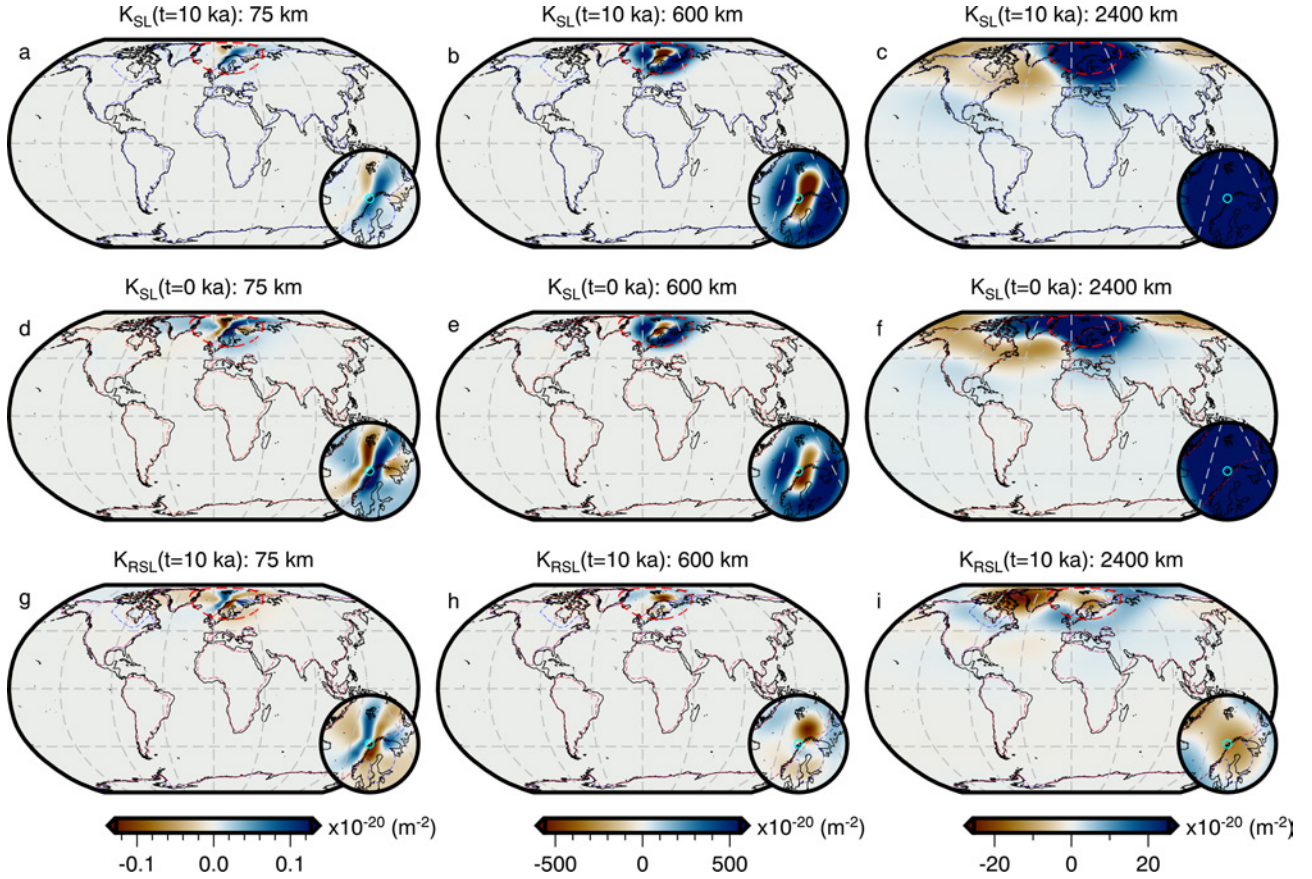 K_SL(t=10 ka): 75 km
K_SL(t=10 ka): 600 km
K_SL(t=10 ka): 2400 km
a
b
c
K_SL(t=0 ka): 75 km
K_SL(t=0 ka): 600 km
K_SL(t=0 ka): 2400 km
d
e
f
K_RSL(t=10 ka): 75 km
K_RSL(t=10 ka): 600 km
K_RSL(t=10 ka): 2400 km
g
h
i
x10⁻²⁰ (m⁻²)
x10⁻²⁰ (m⁻²)
x10⁻²⁰ (m⁻²)
-0.1 0.0 0.1
-500 0 500
-20 0 20